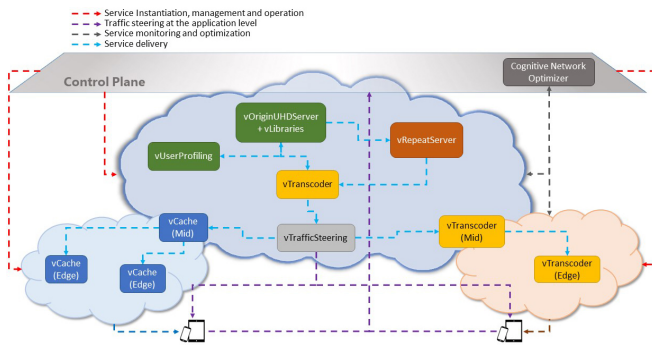 Service Instantiation, management and operation
Traffic steering at the application level
Service monitoring and optimization
Service delivery
Control Plane
Cognitive Network
Optimizer
vOriginUHDServer
+ vLibraries
vRepeatServer
vUserProfiling
vTranscoder
vCache
(Mid)
vTrafficSteering
vTranscoder
(Mid)
vCache
(Edge)
vCache
(Edge)
vTranscoder
(Edge)